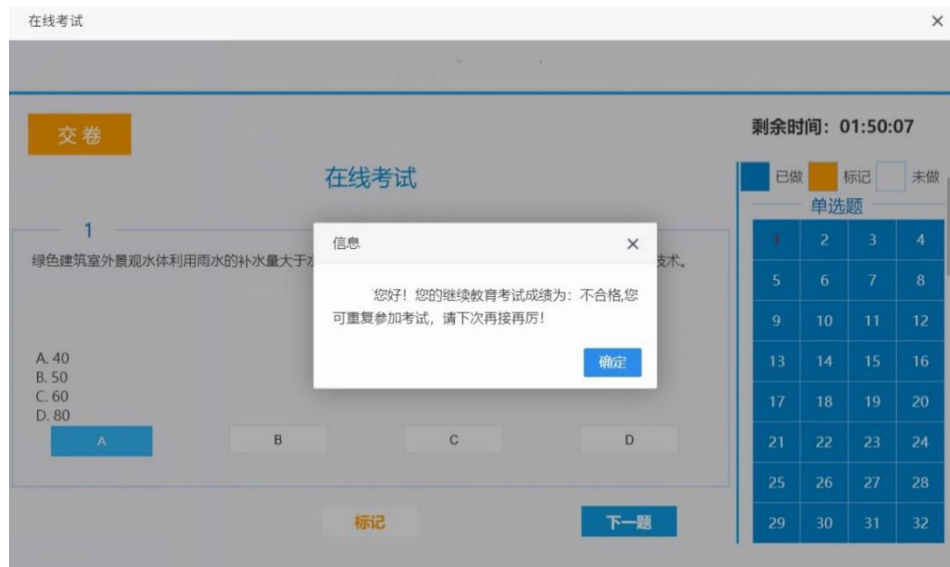 在线考试
×
交卷
剩余时间：01:50:07
在线考试
已做 标记 未做
单选题
1
绿色建筑室外景观水体利用雨水的补水量大于水
技术。
A. 40
B. 50
C. 60
D. 80
A B C D
标记 下一题
信息 ×
您好！您的继续教育考试成绩为：不合格,您
可重复参加考试，请下次再接再厉！
确定
1 2 3 4
5 6 7 8
9 10 11 12
13 14 15 16
17 18 19 20
21 22 23 24
25 26 27 28
29 30 31 32